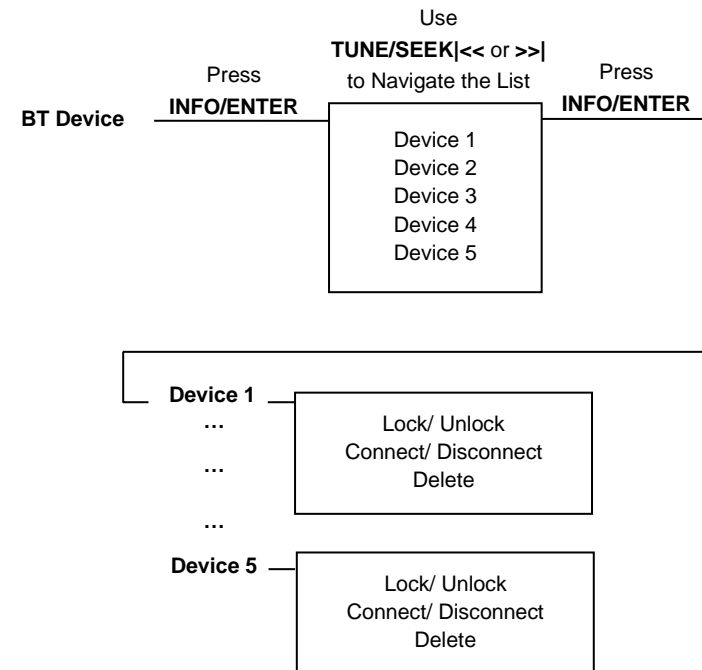 Use
TUNE/SEEK|<< or >>|
to Navigate the List
Press
INFO/ENTER
Press
INFO/ENTER
BT Device
Device 1
Device 2
Device 3
Device 4
Device 5
Device 1
…
…
…
Lock/ Unlock
Connect/ Disconnect
Delete
Device 5
Lock/ Unlock
Connect/ Disconnect
Delete